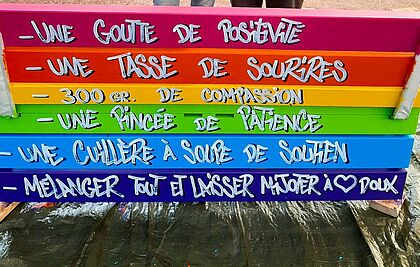 - UNE GOUTTE DE POSITIVITÉ
- UNE TASSE DE SOURIRES
- 300 GR. DE COMPASSION
- UNE PINCÉE DE PATIENCE
- UNE CUILLÈRE À SOUPE DE SOUTIEN
- MÉLANGER TOUT ET LAISSER MIJOTER À ♡ DOUX